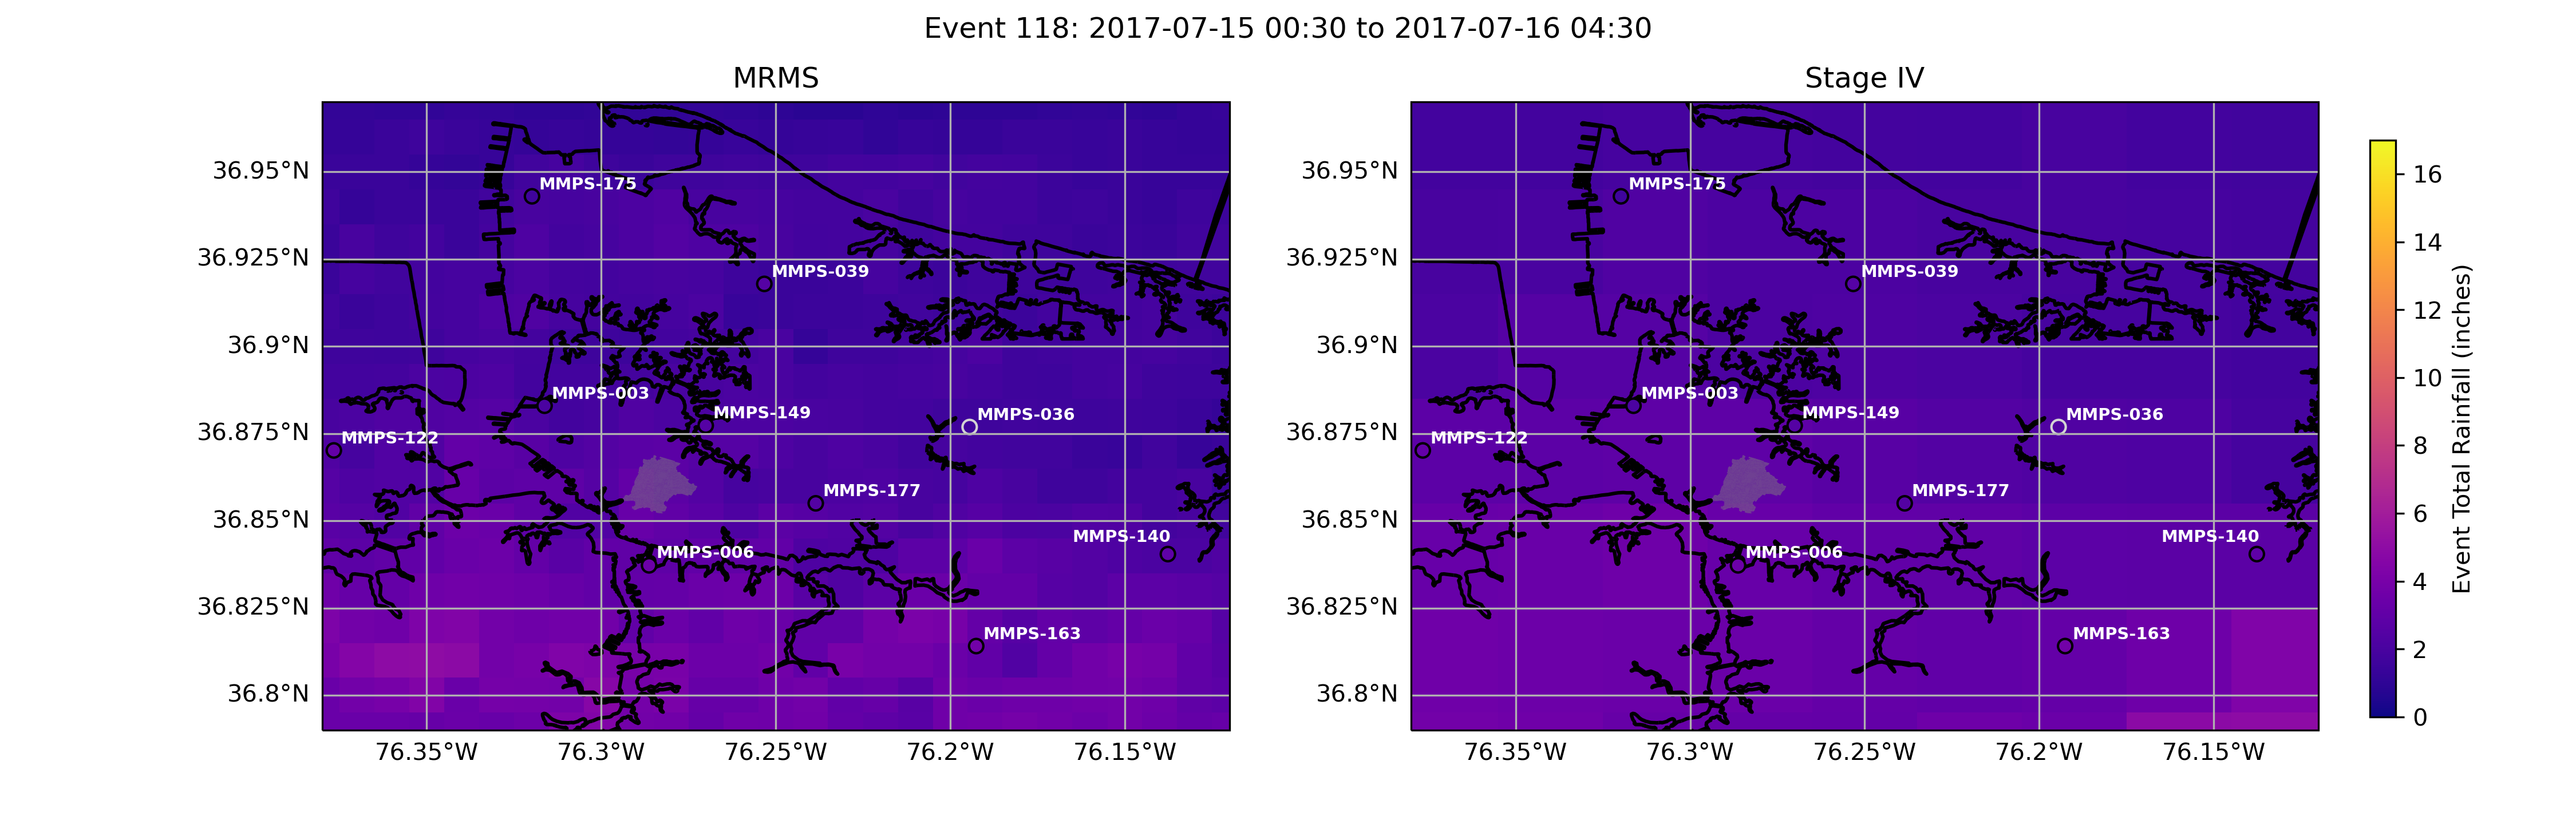 Event 118: 2017-07-15 00:30 to 2017-07-16 04:30
MRMS
36.95°N
36.925°N
36.9°N
36.875°N
36.85°N
36.825°N
36.8°N
76.35°W
76.3°W
76.25°W
76.2°W
76.15°W
MMPS-175
MMPS-039
MMPS-003
MMPS-149
MMPS-036
MMPS-122
MMPS-177
MMPS-140
MMPS-006
MMPS-163
Stage IV
36.95°N
36.925°N
36.9°N
36.875°N
36.85°N
36.825°N
36.8°N
76.35°W
76.3°W
76.25°W
76.2°W
76.15°W
MMPS-175
MMPS-039
MMPS-003
MMPS-149
MMPS-036
MMPS-122
MMPS-177
MMPS-140
MMPS-006
MMPS-163
16
14
12
10
8
6
4
2
0
Event Total Rainfall (inches)